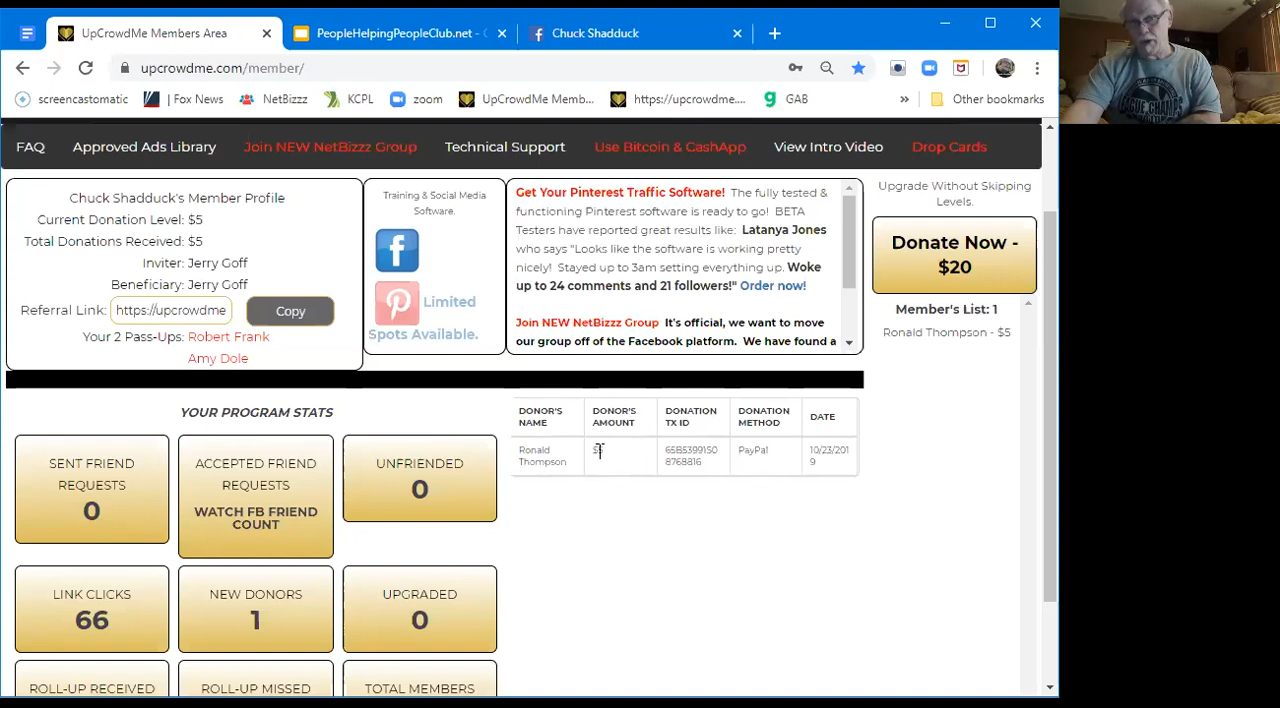 UpCrowdMe Members Area
PeopleHelpingPeopleClub.net - C
Chuck Shadduck
upcrowdme.com/member/
screencastomatic
| Fox News
NetBizzz
KCPL
zoom
UpCrowdMe Memb...
https://upcrowdme....
GAB
»
Other bookmarks
FAQ
Approved Ads Library
Join NEW NetBizzz Group
Technical Support
Use Bitcoin & CashApp
View Intro Video
Drop Cards
Chuck Shadduck's Member Profile
Current Donation Level: $5
Total Donations Received: $5
Inviter: Jerry Goff
Beneficiary: Jerry Goff
Referral Link: https://upcrowdme Copy
Your 2 Pass-Ups: Robert Frank
Amy Dole
Training & Social Media
Software.
Limited
Spots Available.
Get Your Pinterest Traffic Software! The fully tested &
functioning Pinterest software is ready to go! BETA
Testers have reported great results like: Latanya Jones
who says "Looks like the software is working pretty
nicely! Stayed up to 3am setting everything up. Woke
up to 24 comments and 21 followers!" Order now!
Join NEW NetBizzz Group It's official, we want to move
our group off of the Facebook platform. We have found a
Upgrade Without Skipping
Levels.
Donate Now -
$20
Member's List: 1
Ronald Thompson - $5
YOUR PROGRAM STATS
SENT FRIEND
REQUESTS
0
ACCEPTED FRIEND
REQUESTS
WATCH FB FRIEND
COUNT
UNFRIENDED
0
LINK CLICKS
66
NEW DONORS
1
UPGRADED
0
ROLL-UP RECEIVED
ROLL-UP MISSED
TOTAL MEMBERS
DONOR'S
NAME
DONOR'S
AMOUNT
DONATION
TX ID
DONATION
METHOD
DATE
Ronald
Thompson
$5
65B5399150
8768816
PayPal
10/23/201
9